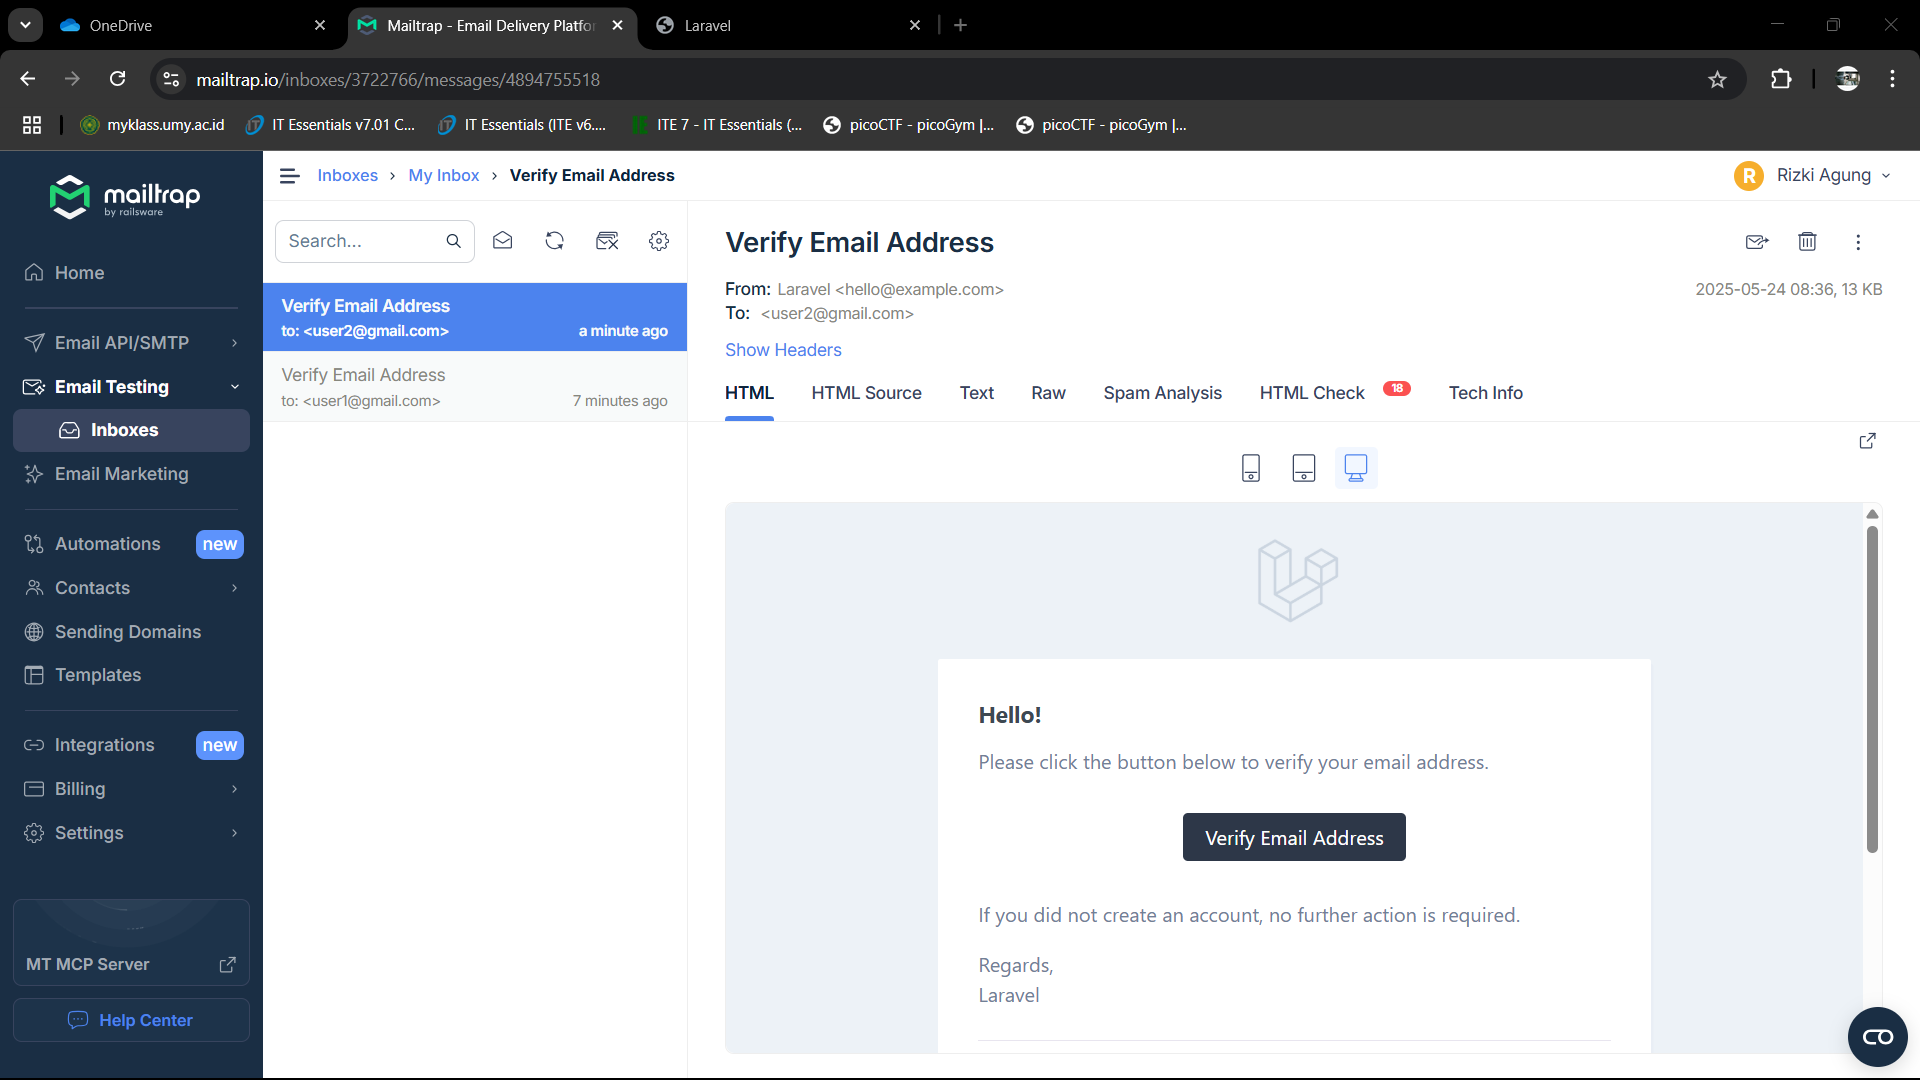 OneDrive
Mailtrap - Email Delivery Platfo
Laravel
mailtrap.io/inboxes/3722766/messages/4894755518
myklass.umy.ac.id
IT Essentials v7.01 C...
IT Essentials (ITE v6....
ITE 7 - IT Essentials (...
picoCTF - picoGym |...
picoCTF - picoGym |...
mailtrap
by railsware
Home
Email API/SMTP
Email Testing
Inboxes
Email Marketing
Automations new
Contacts
Sending Domains
Templates
Integrations new
Billing
Settings
MT MCP Server
Help Center
Inboxes › My Inbox › Verify Email Address
R Rizki Agung
Search...
Verify Email Address
to: <user2@gmail.com> a minute ago
Verify Email Address
to: <user1@gmail.com> 7 minutes ago
Verify Email Address
From: Laravel <hello@example.com>
2025-05-24 08:36, 13 KB
To: <user2@gmail.com>
Show Headers
HTML HTML Source Text Raw Spam Analysis HTML Check 18 Tech Info
Hello!
Please click the button below to verify your email address.
Verify Email Address
If you did not create an account, no further action is required.
Regards,
Laravel